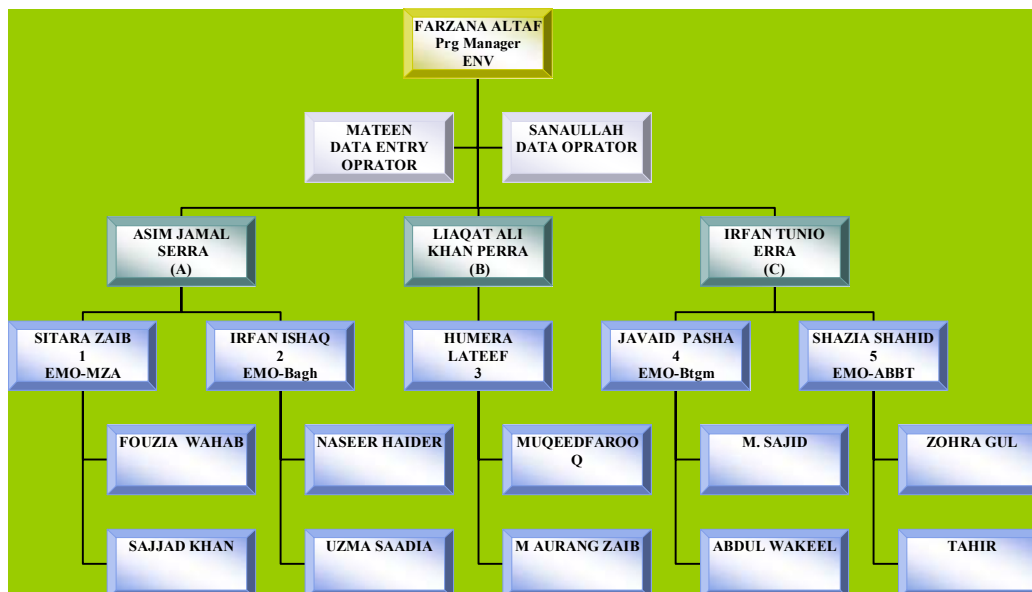 FARZANA ALTAF
Prg Manager
ENV
MATEEN
DATA ENTRY
OPRATOR
SANAULLAH
DATA OPRATOR
ASIM JAMAL
SERRA
(A)
LIAQAT ALI
KHAN PERRA
(B)
IRFAN TUNIO
ERRA
(C)
SITARA ZAIB
1
EMO-MZA
IRFAN ISHAQ
2
EMO-Bagh
HUMERA
LATEEF
3
JAVAID PASHA
4
EMO-Btgm
SHAZIA SHAHID
5
EMO-ABBT
FOUZIA WAHAB
NASEER HAIDER
MUQEEDFAROO
Q
M. SAJID
ZOHRA GUL
SAJJAD KHAN
UZMA SAADIA
M AURANG ZAIB
ABDUL WAKEEL
TAHIR